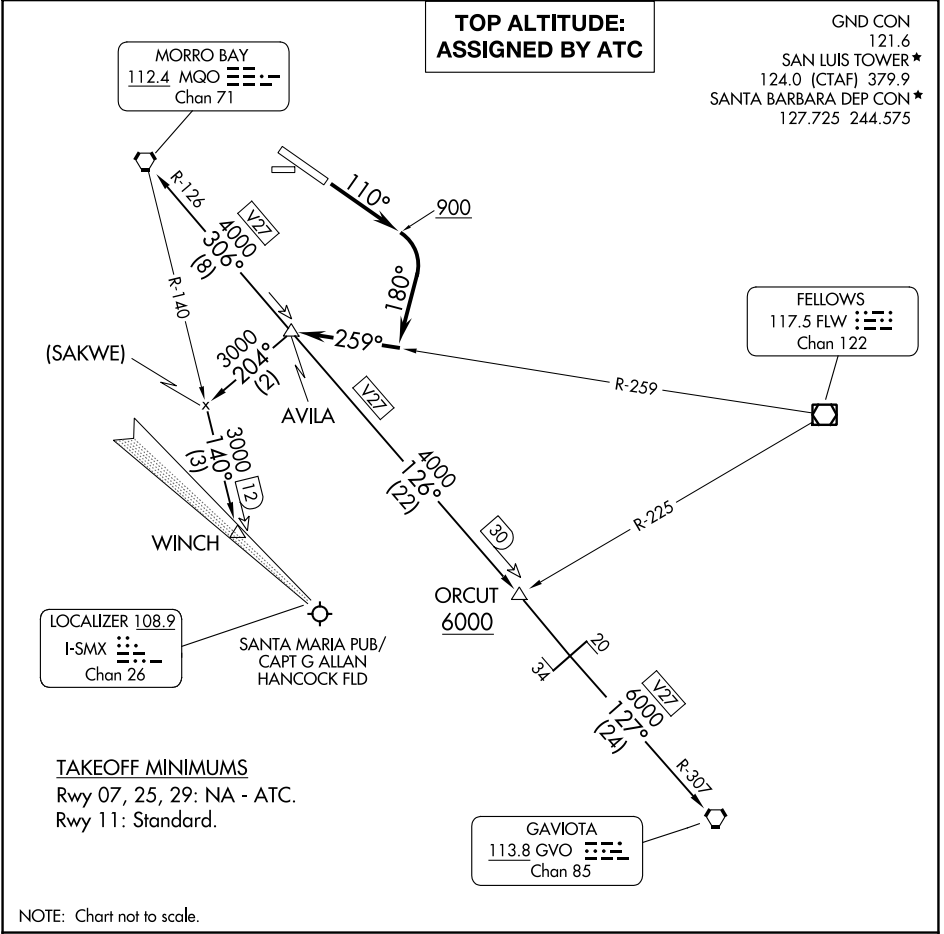 TOP ALTITUDE:
ASSIGNED BY ATC
GND CON
121.6
SAN LUIS TOWER★
124.0 (CTAF) 379.9
SANTA BARBARA DEP CON★
127.725 244.575
MORRO BAY
112.4 MQO
Chan 71
R-126
4000
306°
(8)
V27
110°
900
180°
259°
R-140
(SAKWE)
3000
204°
(2)
AVILA
FELLOWS
117.5 FLW
Chan 122
R-259
R-225
V27
4000
126°
(22)
3000
140°
(3)
12
x
WINCH
30
ORCUT
6000
LOCALIZER 108.9
I-SMX
Chan 26
SANTA MARIA PUB/
CAPT G ALLAN
HANCOCK FLD
20
34
V27
6000
127°
(24)
R-307
TAKEOFF MINIMUMS
Rwy 07, 25, 29: NA - ATC.
Rwy 11: Standard.
GAVIOTA
113.8 GVO
Chan 85
NOTE: Chart not to scale.